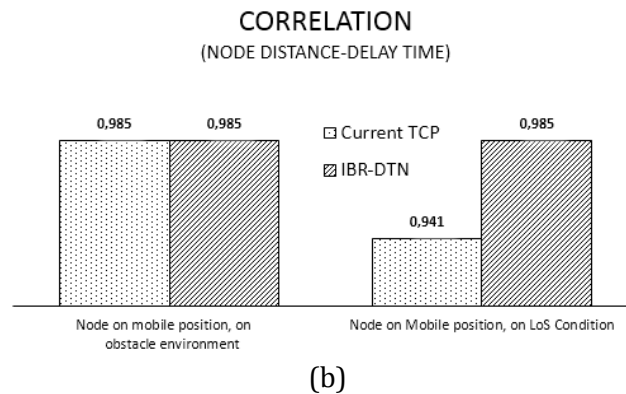 CORRELATION
(NODE DISTANCE-DELAY TIME)
0,985
0,985
Current TCP
IBR-DTN
0,941
0,985
Node on mobile position, on
obstacle environment
Node on Mobile position, on LoS Condition
(b)